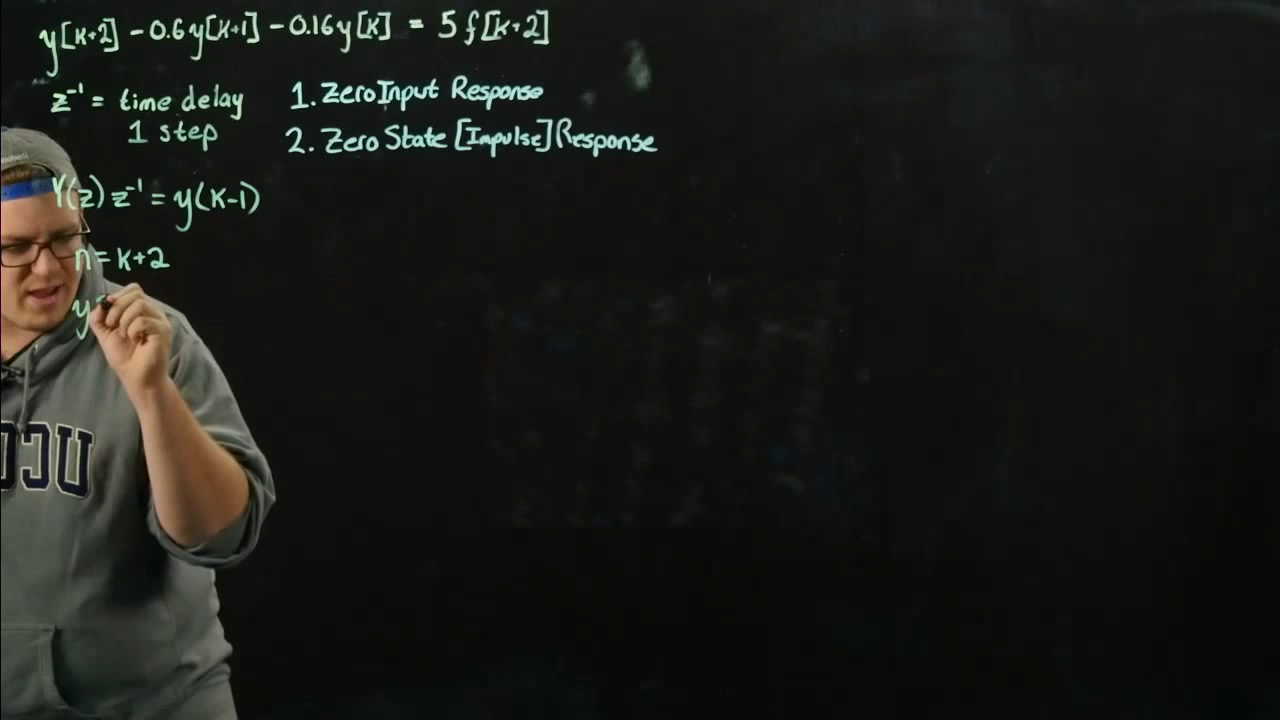 y[k+2] - 0.6y[k+1] - 0.16y[k] = 5f[k+2]
z⁻¹ = time delay
1 step
1. Zero Input Response
2. Zero State [Impulse] Response
Y(z) z⁻¹ = y(k-1)
n = k+2
y